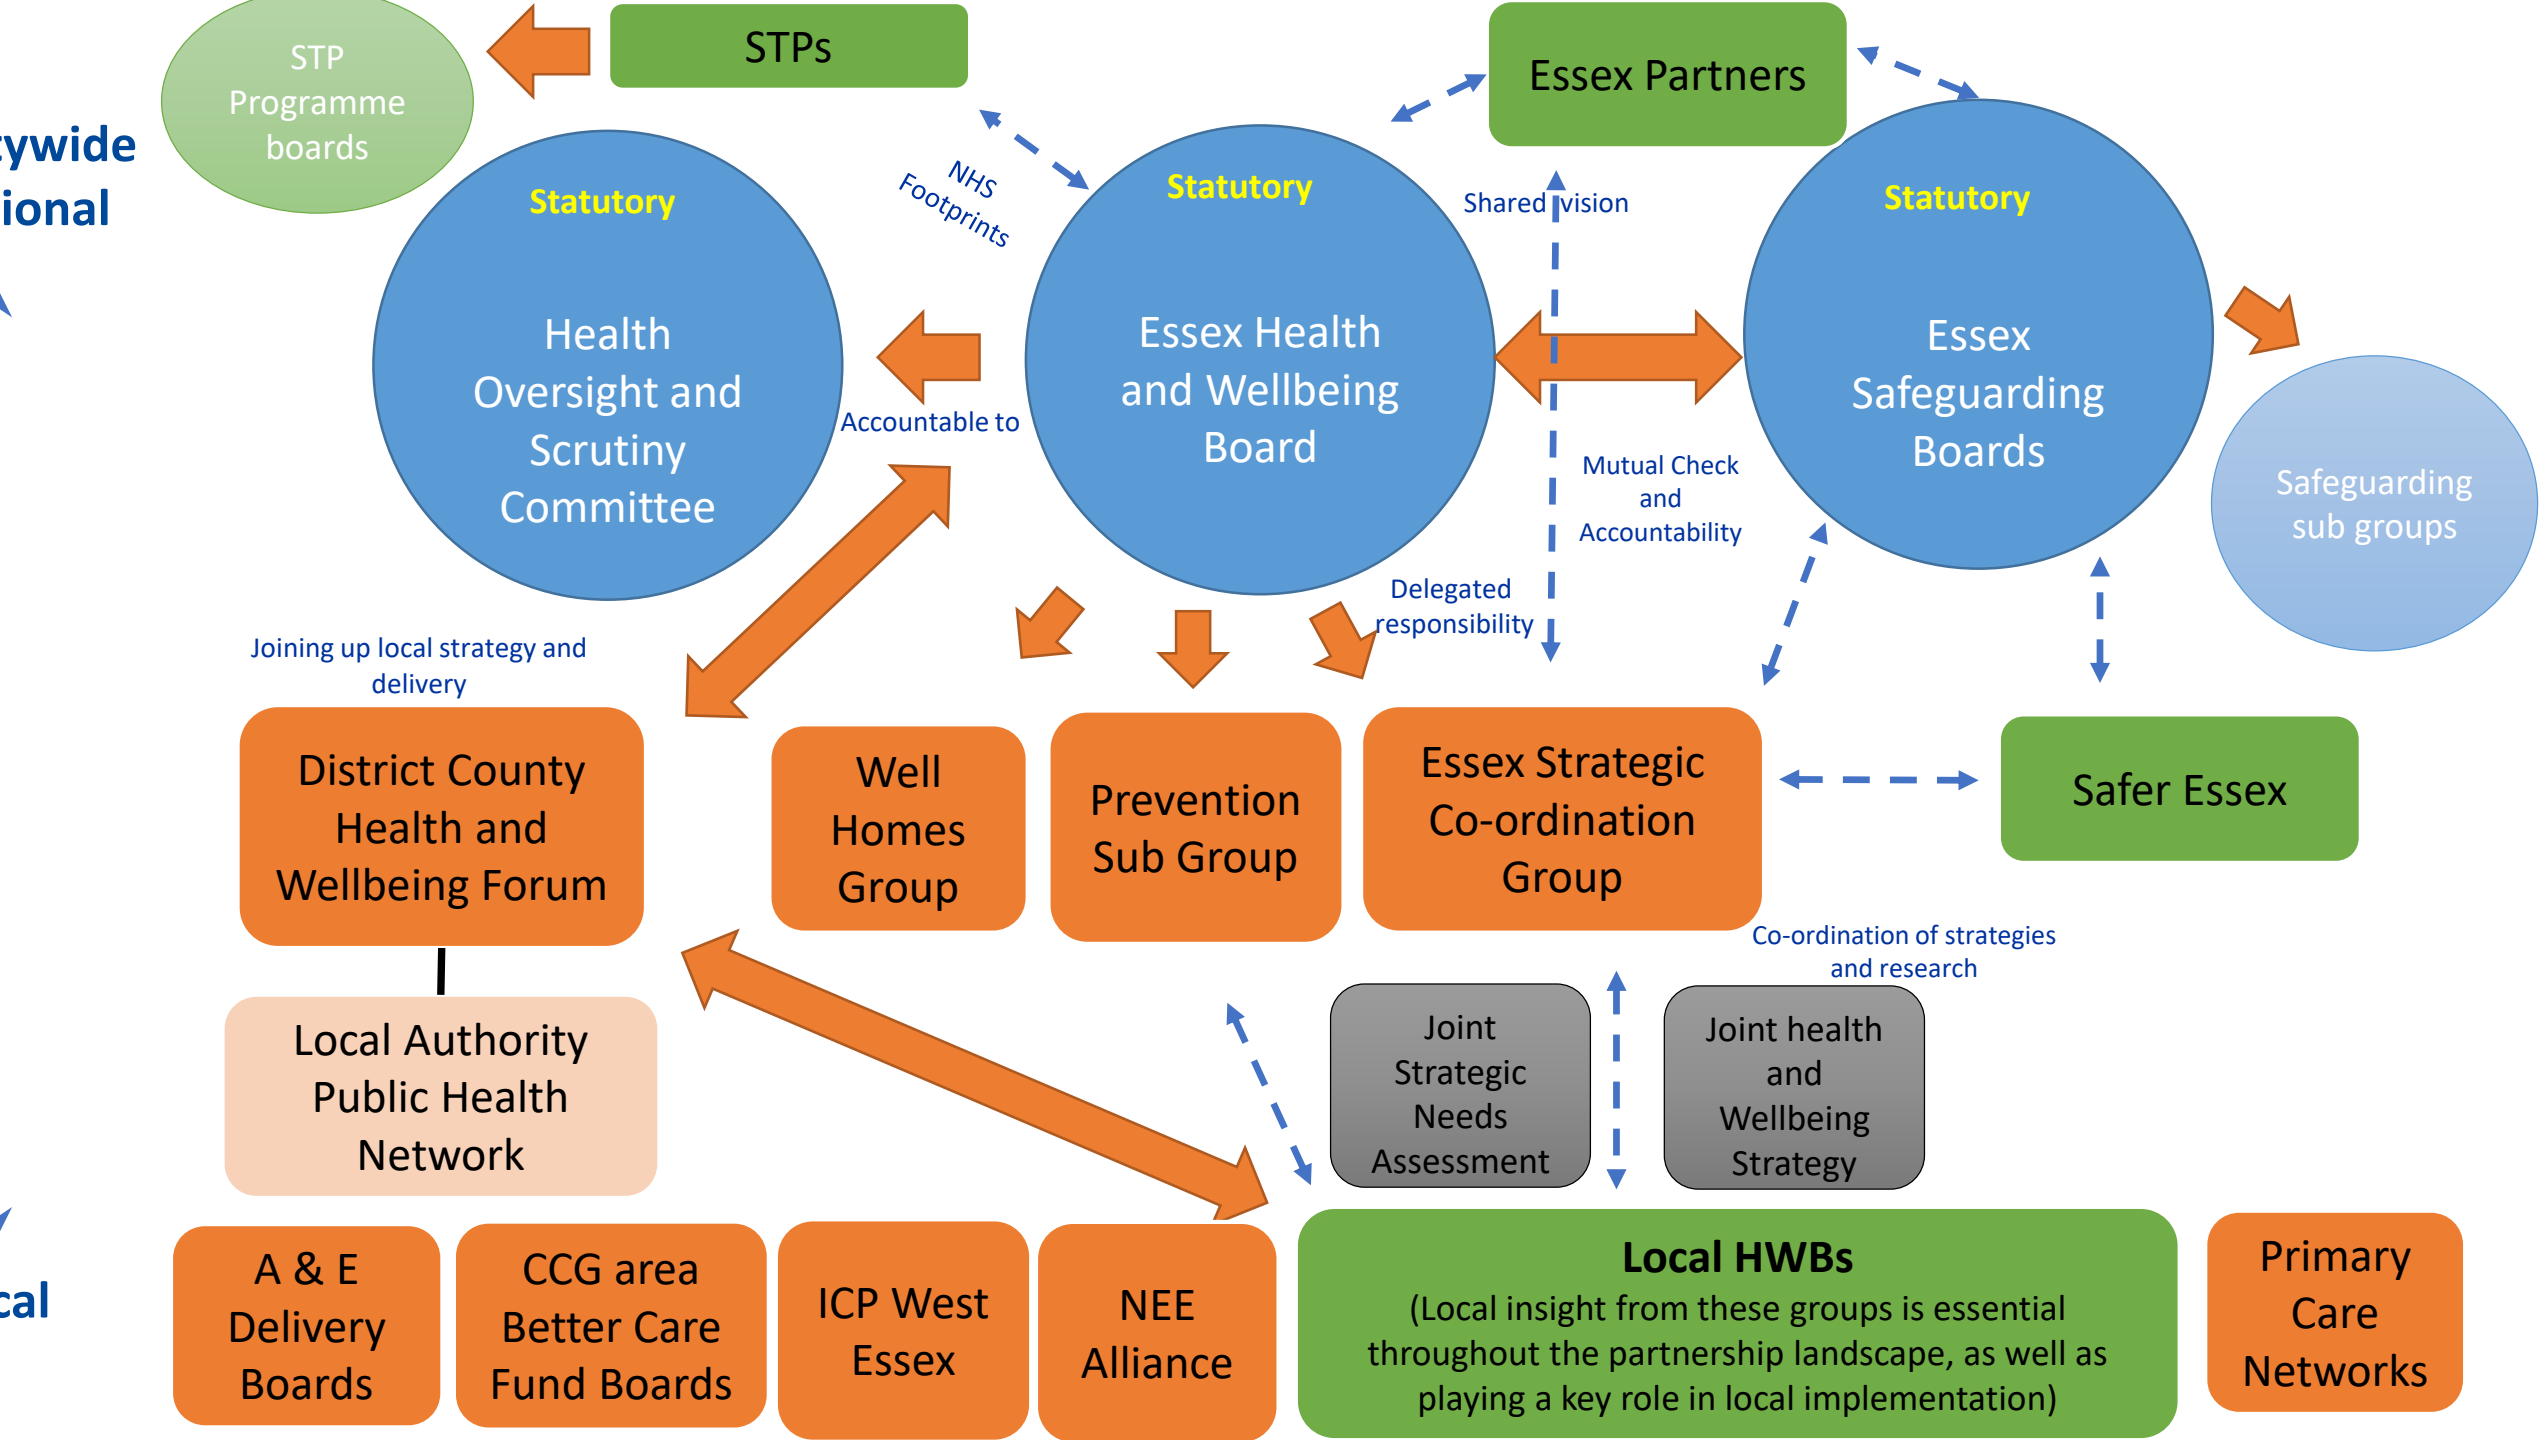 STPs
Essex Partners
STP
Programme
boards
Statutory
Health
Oversight and
Scrutiny
Committee
NHS
Footprints
Statutory
Essex Health
and Wellbeing
Board
Shared vision
Statutory
Essex
Safeguarding
Boards
Accountable to
Mutual Check
and
Accountability
Safeguarding
sub groups
Delegated
responsibility
Joining up local strategy and
delivery
District County
Health and
Wellbeing Forum
Well
Homes
Group
Prevention
Sub Group
Essex Strategic
Co-ordination
Group
Safer Essex
Co-ordination of strategies
and research
Local Authority
Public Health
Network
Joint
Strategic
Needs
Assessment
Joint health
and
Wellbeing
Strategy
A & E
Delivery
Boards
CCG area
Better Care
Fund Boards
ICP West
Essex
NEE
Alliance
Local HWBs
(Local insight from these groups is essential
throughout the partnership landscape, as well as
playing a key role in local implementation)
Primary
Care
Networks